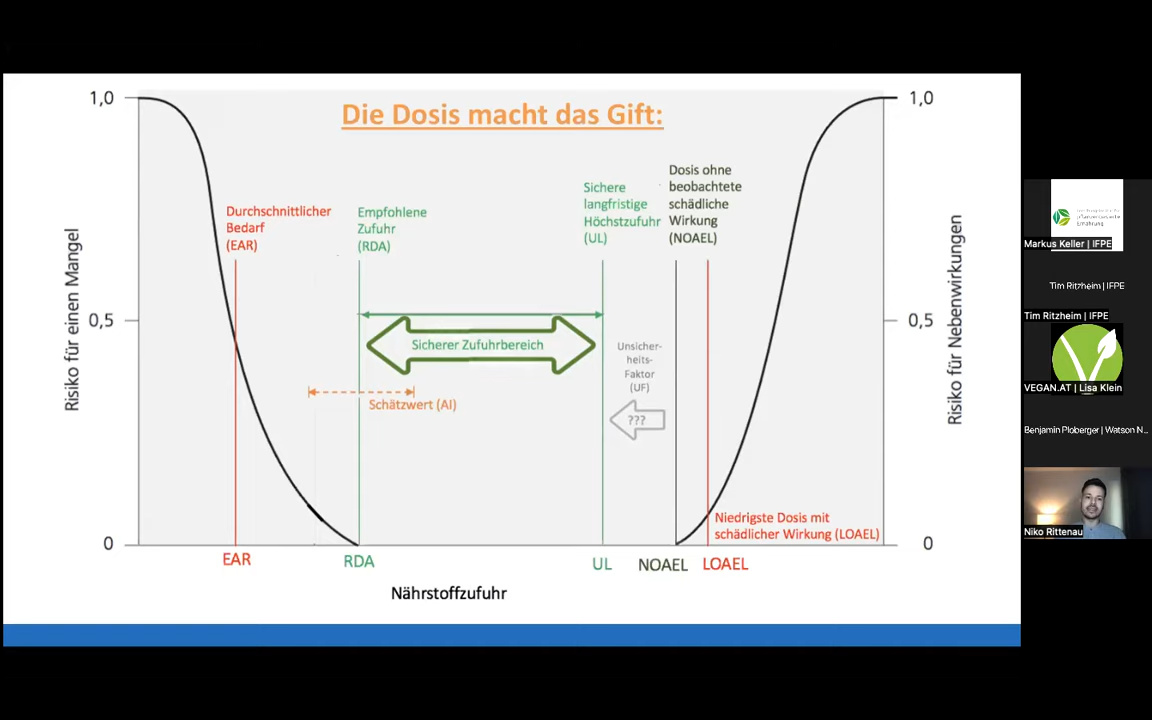 Die Dosis macht das Gift:
1,0
1,0
0,5
0,5
0
0
Risiko für einen Mangel
Risiko für Nebenwirkungen
Durchschnittlicher
Bedarf
(EAR)
Empfohlene
Zufuhr
(RDA)
Sichere
langfristige
Höchstzufuhr
(UL)
Dosis ohne
beobachtete
schädliche
Wirkung
(NOAEL)
Sicherer Zufuhrbereich
Unsicher-
heits-
Faktor
(UF)
???
Schätzwert (AI)
Niedrigste Dosis mit
schädlicher Wirkung (LOAEL)
EAR
RDA
UL
NOAEL
LOAEL
Nährstoffzufuhr
pflanzenbasierte
Ernährung
Markus Keller | IFPE
Tim Ritzheim | IFPE
Tim Ritzheim | IFPE
VEGAN.AT | Lisa Klein
Benjamin Ploberger | Watson N...
Niko Rittenau